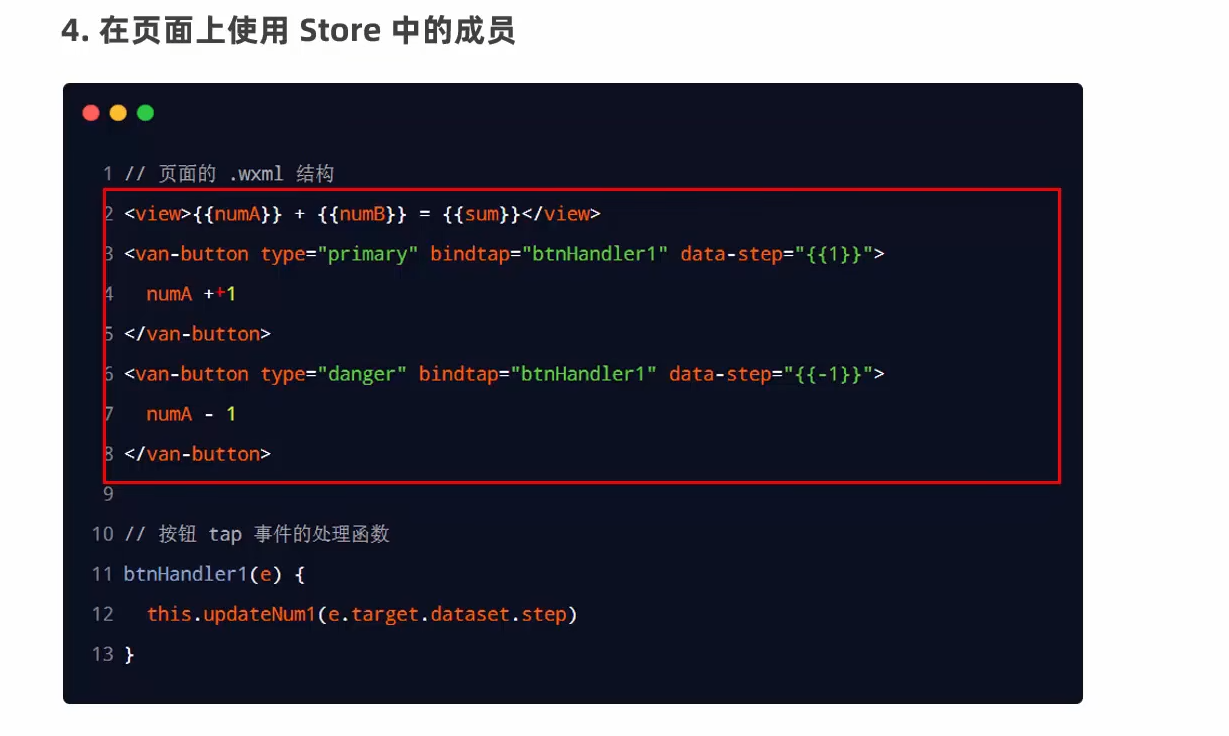 4. 在页面上使用 Store 中的成员
1 // 页面的 .wxml 结构
2 <view>{{numA}} + {{numB}} = {{sum}}</view>
3 <van-button type="primary" bindtap="btnHandler1" data-step="{{1}}">
4 numA + 1
5 </van-button>
6 <van-button type="danger" bindtap="btnHandler1" data-step="{{-1}}">
7 numA - 1
8 </van-button>
9
10 // 按钮 tap 事件的处理函数
11 btnHandler1(e) {
12 this.updateNum1(e.target.dataset.step)
13 }